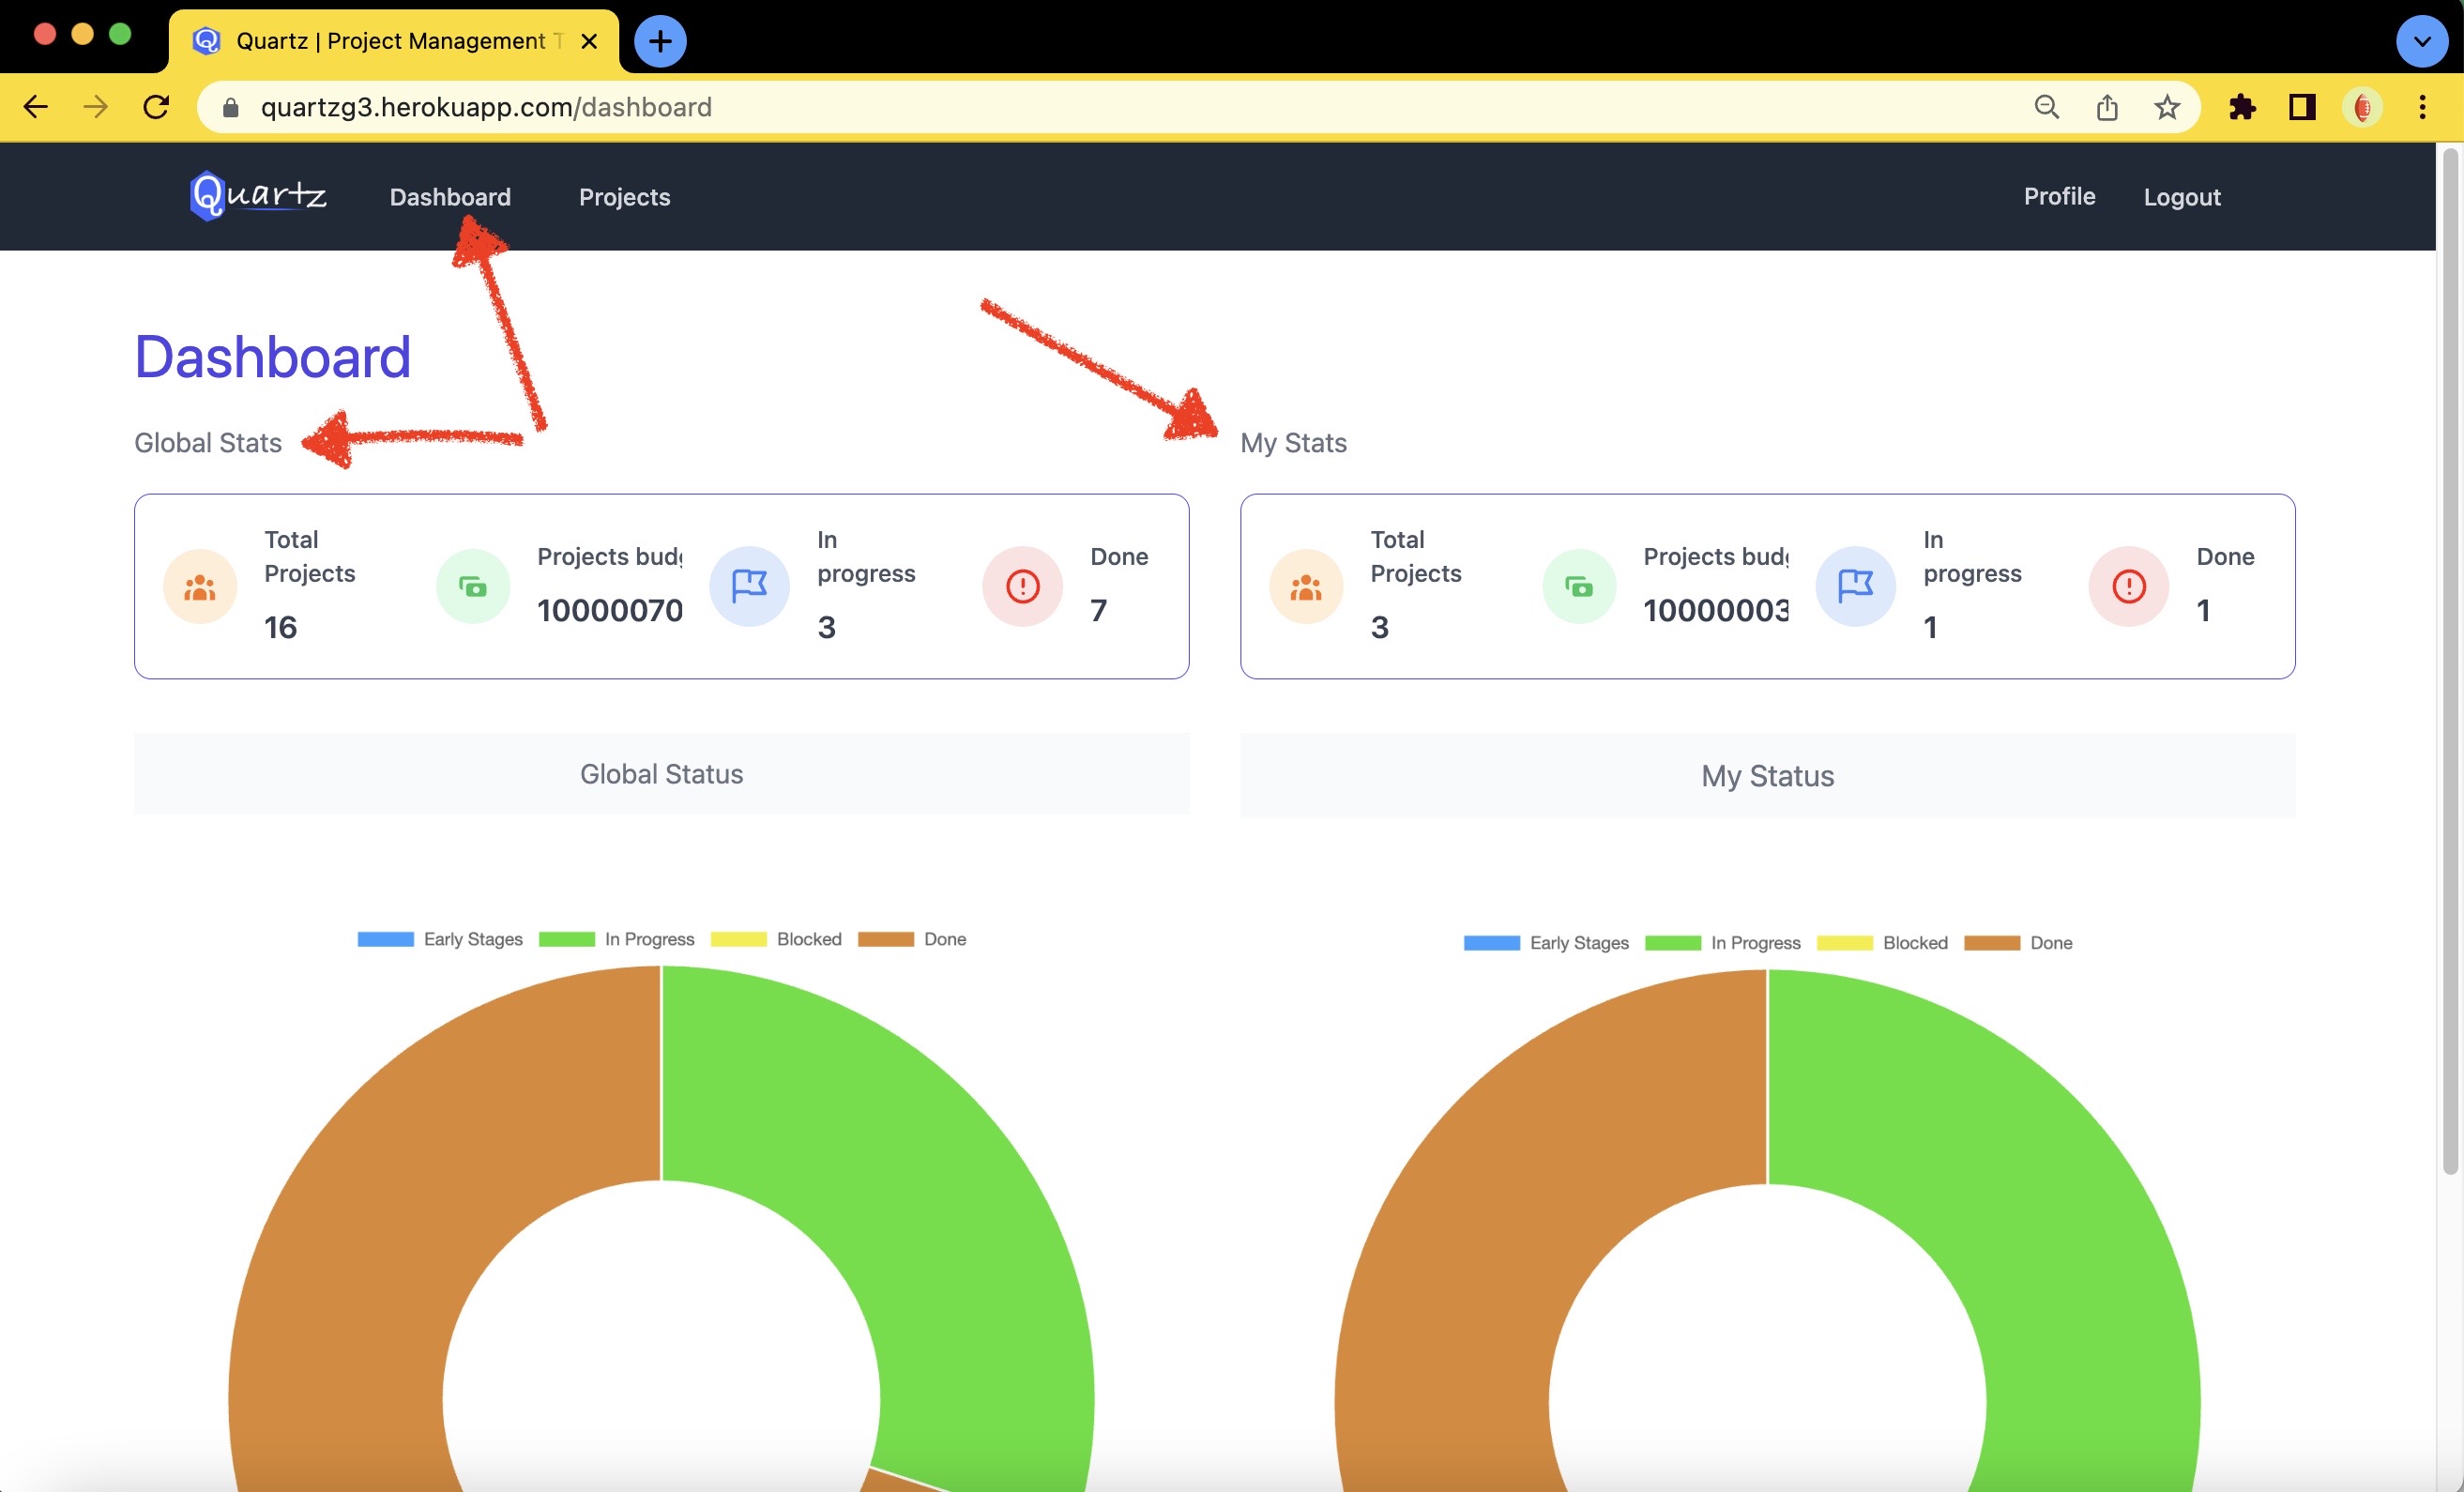 Quartz | Project Management T
quartzg3.herokuapp.com/dashboard
Quartz Dashboard Projects Profile Logout
Dashboard
Global Stats
Total
Projects
16
Projects budg
10000070
In
progress
3
Done
7
My Stats
Total
Projects
3
Projects budg
10000003
In
progress
1
Done
1
Global Status
Early Stages In Progress Blocked Done
My Status
Early Stages In Progress Blocked Done